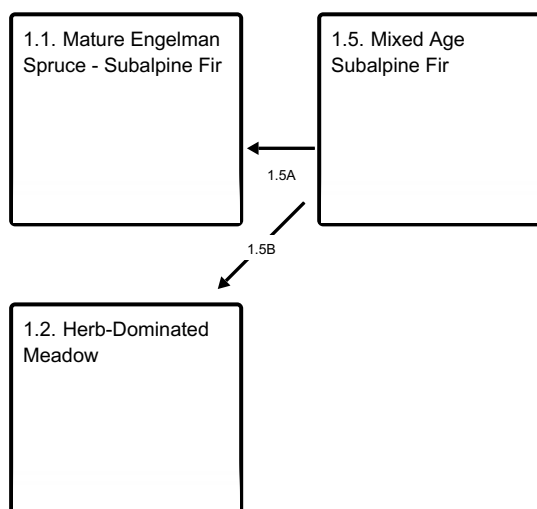 1.1. Mature Engelman
Spruce - Subalpine Fir
1.5. Mixed Age
Subalpine Fir
1.5A
1.5B
1.2. Herb-Dominated
Meadow